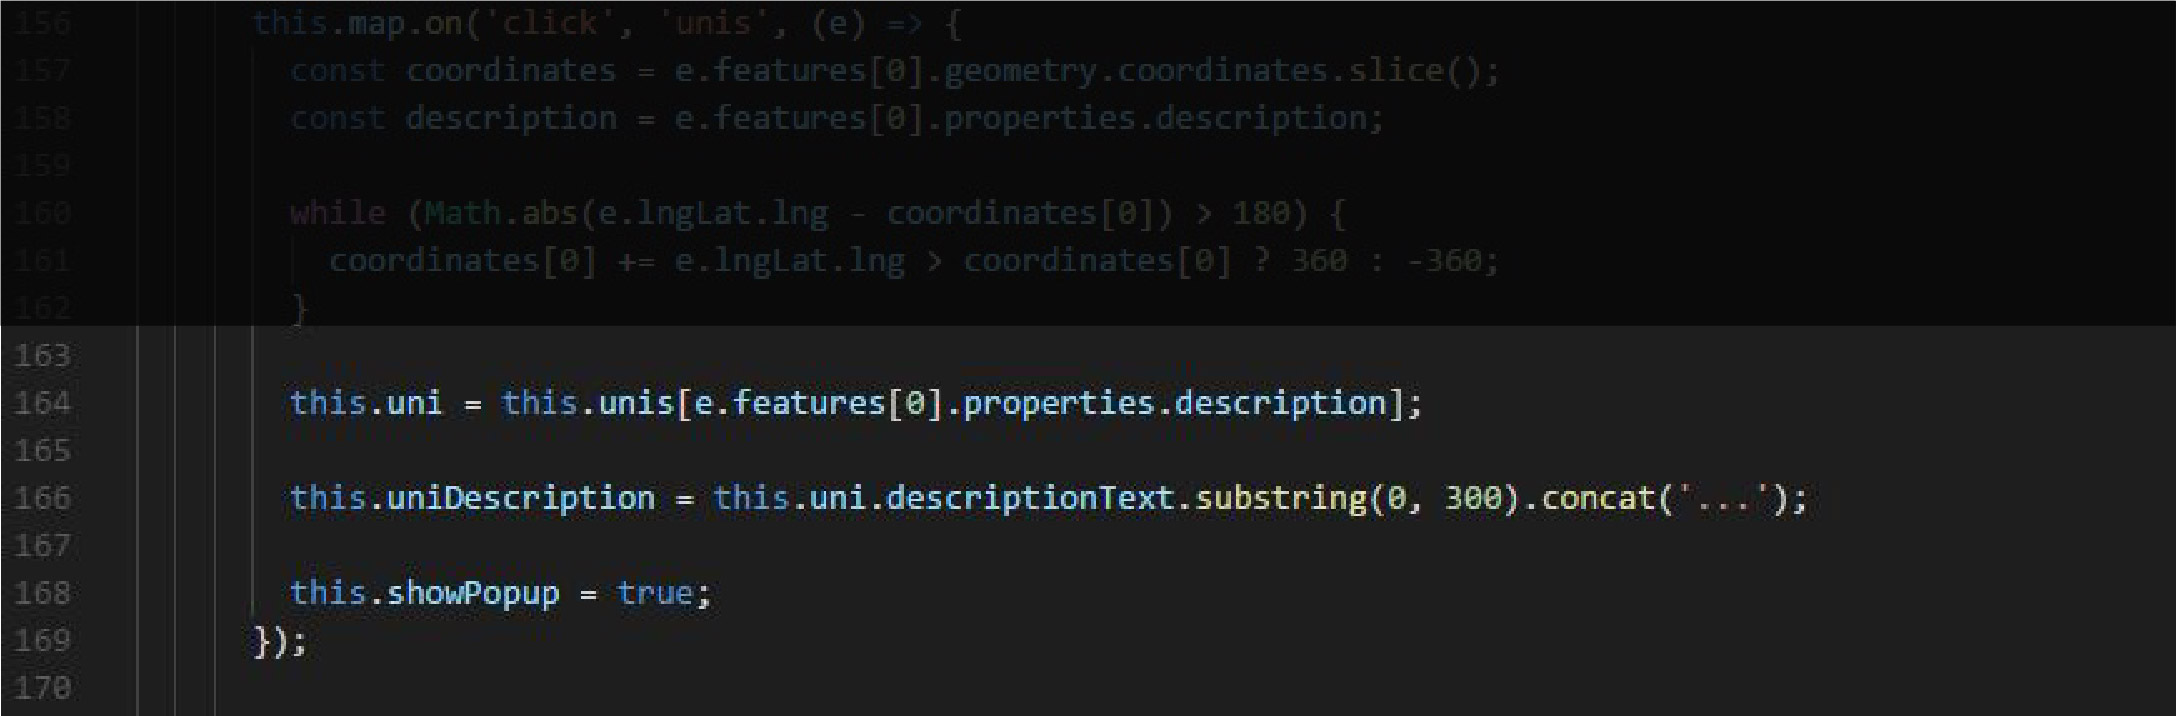 156 this.map.on('click', 'unis', (e) => {
157 const coordinates = e.features[0].geometry.coordinates.slice();
158 const description = e.features[0].properties.description;
159
160 while (Math.abs(e.lngLat.lng - coordinates[0]) > 180) {
161 coordinates[0] += e.lngLat.lng > coordinates[0] ? 360 : -360;
162 }
163
164 this.uni = this.unis[e.features[0].properties.description];
165
166 this.uniDescription = this.uni.descriptionText.substring(0, 300).concat('...');
167
168 this.showPopup = true;
169 });
170